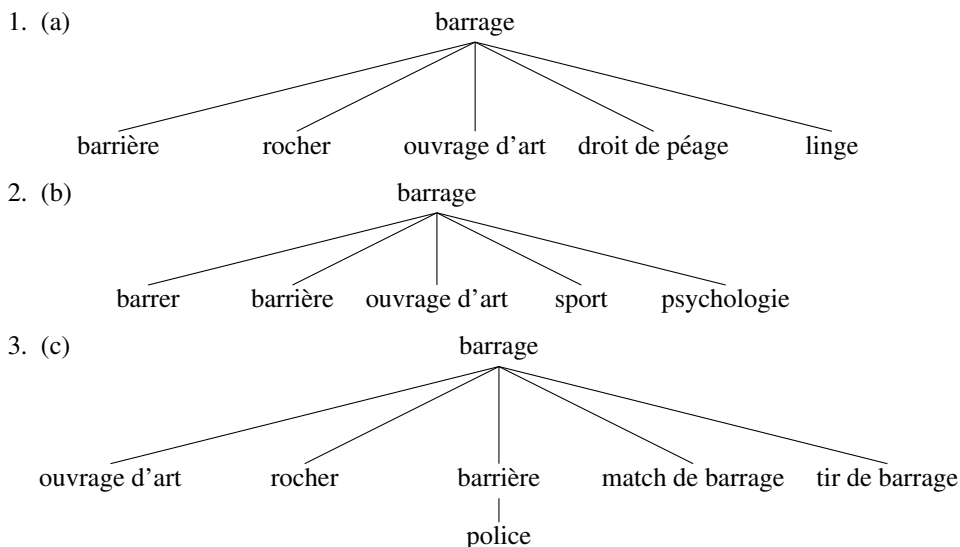 1. (a) barrage
barrière rocher ouvrage d'art droit de péage linge
2. (b) barrage
barrer barrière ouvrage d'art sport psychologie
3. (c) barrage
ouvrage d'art rocher barrière match de barrage tir de barrage
police